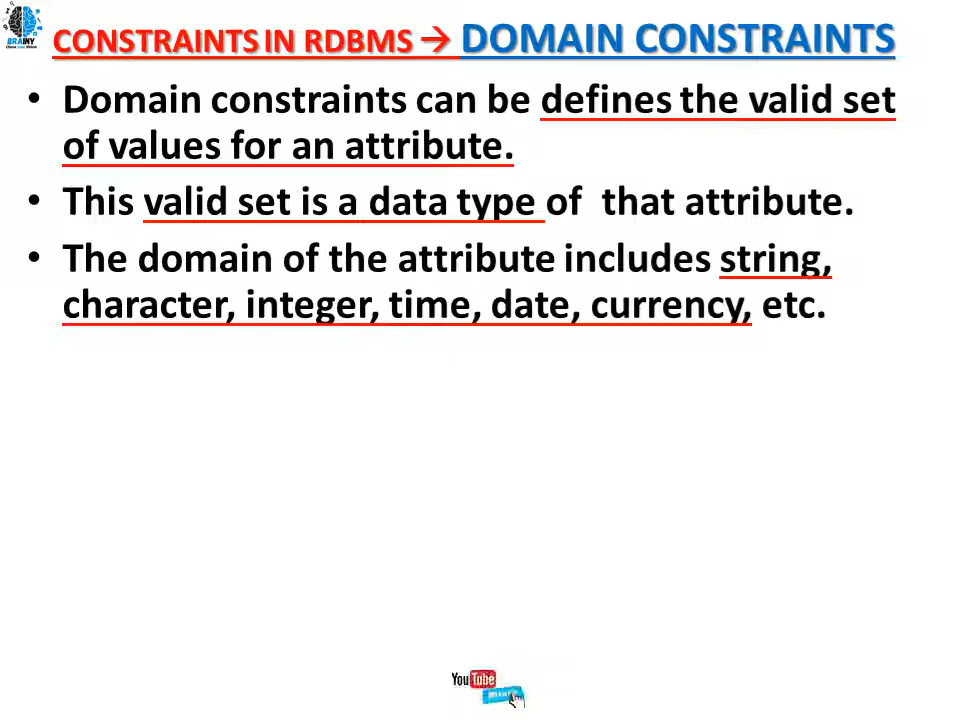 BRAINY
CONSTRAINTS IN RDBMS → DOMAIN CONSTRAINTS
• Domain constraints can be defines the valid set
of values for an attribute.
• This valid set is a data type of that attribute.
• The domain of the attribute includes string,
character, integer, time, date, currency, etc.
YouTube